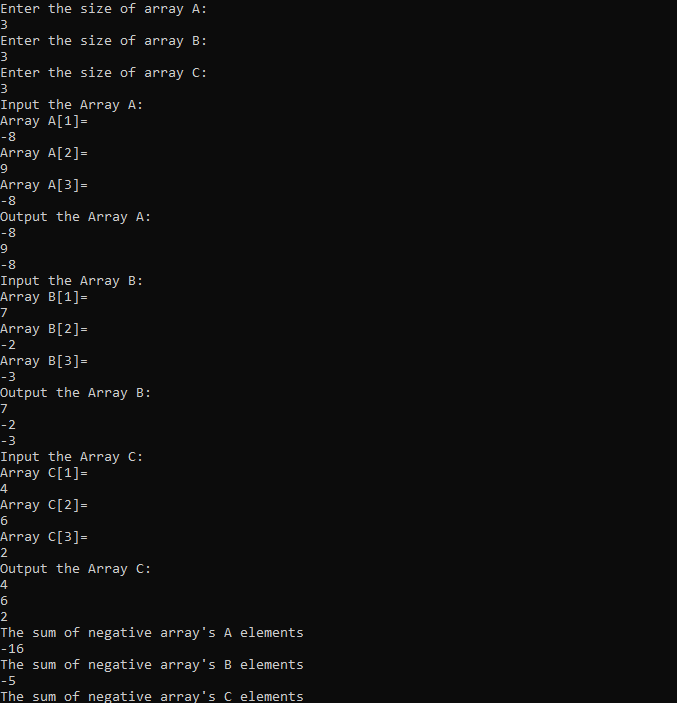 Enter the size of array A:
3
Enter the size of array B:
3
Enter the size of array C:
3
Input the Array A:
Array A[1]=
-8
Array A[2]=
9
Array A[3]=
-8
Output the Array A:
-8
9
-8
Input the Array B:
Array B[1]=
7
Array B[2]=
-2
Array B[3]=
-3
Output the Array B:
7
-2
-3
Input the Array C:
Array C[1]=
4
Array C[2]=
6
Array C[3]=
2
Output the Array C:
4
6
2
The sum of negative array's A elements
-16
The sum of negative array's B elements
-5
The sum of negative array's C elements